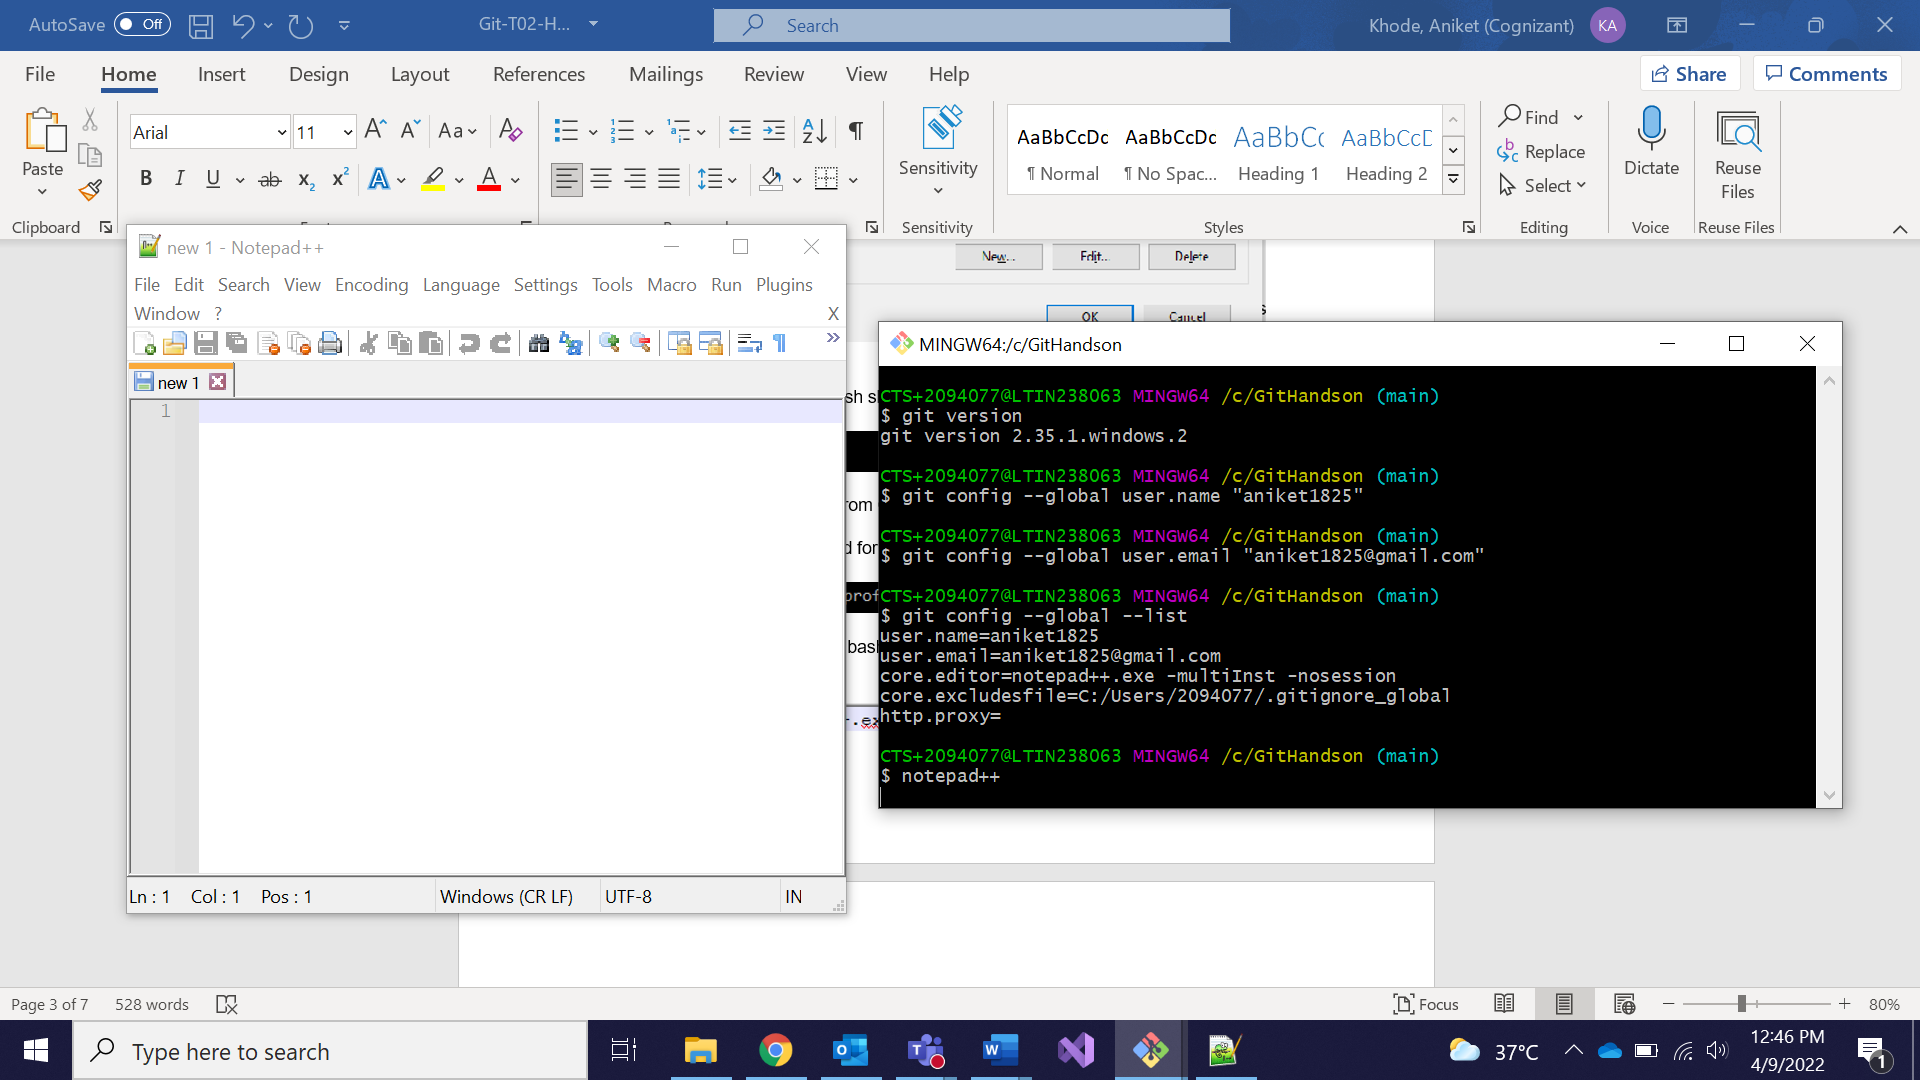 AutoSave Off
Git-T02-H...
Search
Khode, Aniket (Cognizant) KA
File Home Insert Design Layout References Mailings Review View Help
Share Comments
Paste
Arial 11
Sensitivity
AaBbCcDc AaBbCcDc AaBbCc AaBbCcD
¶ Normal ¶ No Spac... Heading 1 Heading 2
Find
Replace
Select
Dictate
Reuse
Files
Clipboard
Sensitivity
Styles
Editing
Voice
Reuse Files
New... Edit... Delete
OK Cancel
new 1 - Notepad++
File Edit Search View Encoding Language Settings Tools Macro Run Plugins
Window ? X
new 1
1
Ln : 1 Col : 1 Pos : 1 Windows (CR LF) UTF-8 IN
MINGW64:/c/GitHandson
CTS+2094077@LTIN238063 MINGW64 /c/GitHandson (main)
$ git version
git version 2.35.1.windows.2
CTS+2094077@LTIN238063 MINGW64 /c/GitHandson (main)
$ git config --global user.name "aniket1825"
CTS+2094077@LTIN238063 MINGW64 /c/GitHandson (main)
$ git config --global user.email "aniket1825@gmail.com"
CTS+2094077@LTIN238063 MINGW64 /c/GitHandson (main)
$ git config --global --list
user.name=aniket1825
user.email=aniket1825@gmail.com
core.editor=notepad++.exe -multiInst -nosession
core.excludesfile=C:/Users/2094077/.gitignore_global
http.proxy=
CTS+2094077@LTIN238063 MINGW64 /c/GitHandson (main)
$ notepad++
Page 3 of 7 528 words
Focus
80%
Type here to search
37°C
12:46 PM
4/9/2022
1